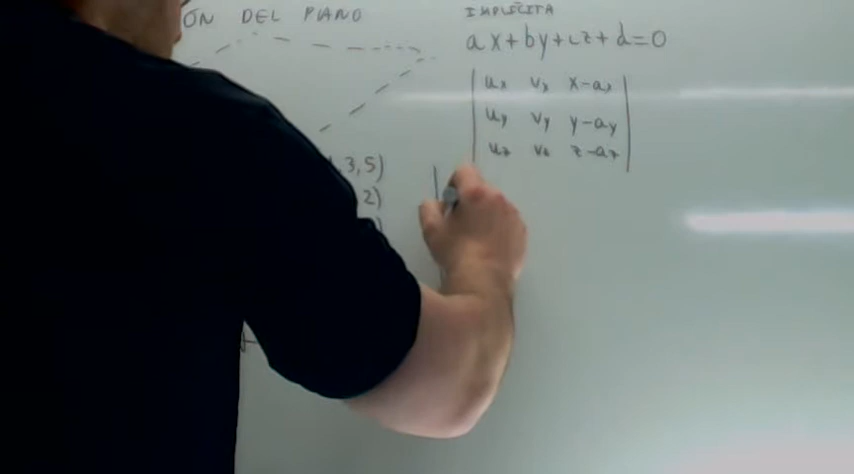 ÓN DEL PLANO
IMPLÍCITA
ax+by+cz+d=0
| ux vx x-ax |
| uy vy y-ay |
| uz vz z-az |
,3,5)
2)